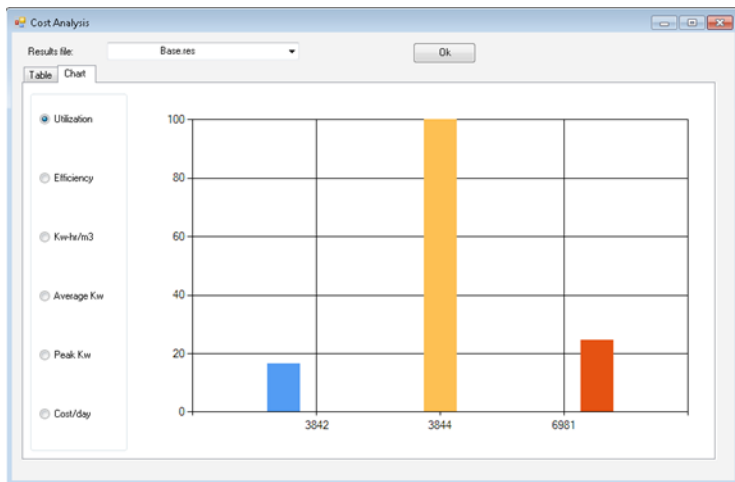 Cost Analysis
Results file: Base.res Ok
Table Chart
Utilization
Efficiency
Kw-hr/m3
Average Kw
Peak Kw
Cost/day
100
80
60
40
20
0
3842 3844 6981